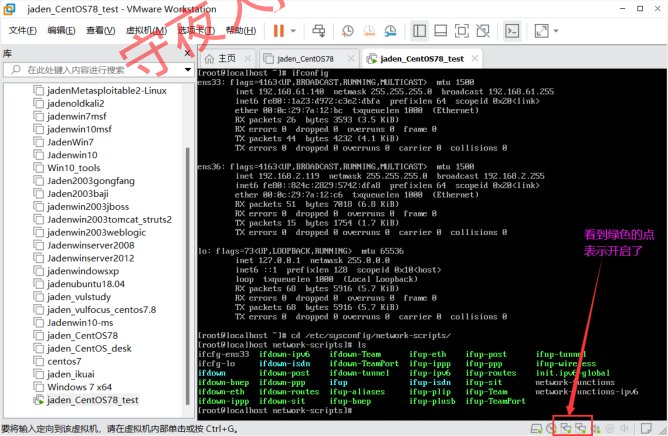 jaden_CentOS78_test - VMware Workstation
文件(F) 编辑(E) 查看(V) 虚拟机(M) 选项卡(T) 帮助(H)
守夜人
库
在此处键入内容进行搜索
主页
jaden_CentOS78
jaden_CentOS78_test
jadenMetasploitable2-Linux
jadenoldkali2
jadenwin7msf
jadenwin10msf
JadenWin7
Jadenwin10
Win10_tools
Jaden2003gongfang
Jaden2003baji
jadenwin2003jboss
Jadenwin2003tomcat_struts2
Jaden2003weblogic
Jadenwinserver2008
Jadenwinserver2012
jadenwindowsxp
jadenubuntu18.04
jaden_vulstudy
jaden_vulfocus_centos7.8
Jadenwin10-ms
jaden_CentOS78
jaden_CentOS_desk
centos7
jaden_ikuai
Windows 7 x64
jaden_CentOS78_test
[root@localhost ~]# ifconfig
ens33: flags=4163<UP,BROADCAST,RUNNING,MULTICAST> mtu 1500
inet 192.168.61.140 netmask 255.255.255.0 broadcast 192.168.61.255
inet6 fe80::1a23:d972:c3e2:dbfa prefixlen 64 scopeid 0x20<link>
ether 00:0c:29:7a:12:bc txqueuelen 1000 (Ethernet)
RX packets 26 bytes 3593 (3.5 KiB)
RX errors 0 dropped 0 overruns 0 frame 0
TX packets 44 bytes 4232 (4.1 KiB)
TX errors 0 dropped 0 overruns 0 carrier 0 collisions 0
ens36: flags=4163<UP,BROADCAST,RUNNING,MULTICAST> mtu 1500
inet 192.168.2.119 netmask 255.255.255.0 broadcast 192.168.2.255
inet6 fe80::824c:2829:5742:dfa8 prefixlen 64 scopeid 0x20<link>
ether 00:0c:29:7a:12:c6 txqueuelen 1000 (Ethernet)
RX packets 51 bytes 7018 (6.8 KiB)
RX errors 0 dropped 0 overruns 0 frame 0
TX packets 15 bytes 1754 (1.7 KiB)
TX errors 0 dropped 0 overruns 0 carrier 0 collisions 0
lo: flags=73<UP,LOOPBACK,RUNNING> mtu 65536
inet 127.0.0.1 netmask 255.0.0.0
inet6 ::1 prefixlen 128 scopeid 0x10<host>
loop txqueuelen 1000 (Local Loopback)
RX packets 68 bytes 5916 (5.7 KiB)
RX errors 0 dropped 0 overruns 0 frame 0
TX packets 68 bytes 5916 (5.7 KiB)
TX errors 0 dropped 0 overruns 0 carrier 0 collisions 0
[root@localhost ~]# cd /etc/sysconfig/network-scripts/
[root@localhost network-scripts]# ls
ifcfg-ens33 ifdown-ipv6 ifdown-Team ifup-eth ifup-post ifup-tunnel
ifcfg-lo ifdown-isdn ifdown-TeamPort ifup-ippp ifup-ppp ifup-wireless
ifdown ifdown-post ifdown-tunnel ifup-ipv6 ifup-routes init.ipv6-global
ifdown-bnep ifdown-ppp ifup ifup-isdn ifup-sit network-functions
ifdown-eth ifdown-routes ifup-aliases ifup-plip ifup-Team network-functions-ipv6
ifdown-ippp ifdown-sit ifup-bnep ifup-plusb ifup-TeamPort
[root@localhost network-scripts]#
看到绿色的点
表示开启了
要将输入定向到该虚拟机，请在虚拟机内部单击或按 Ctrl+G。